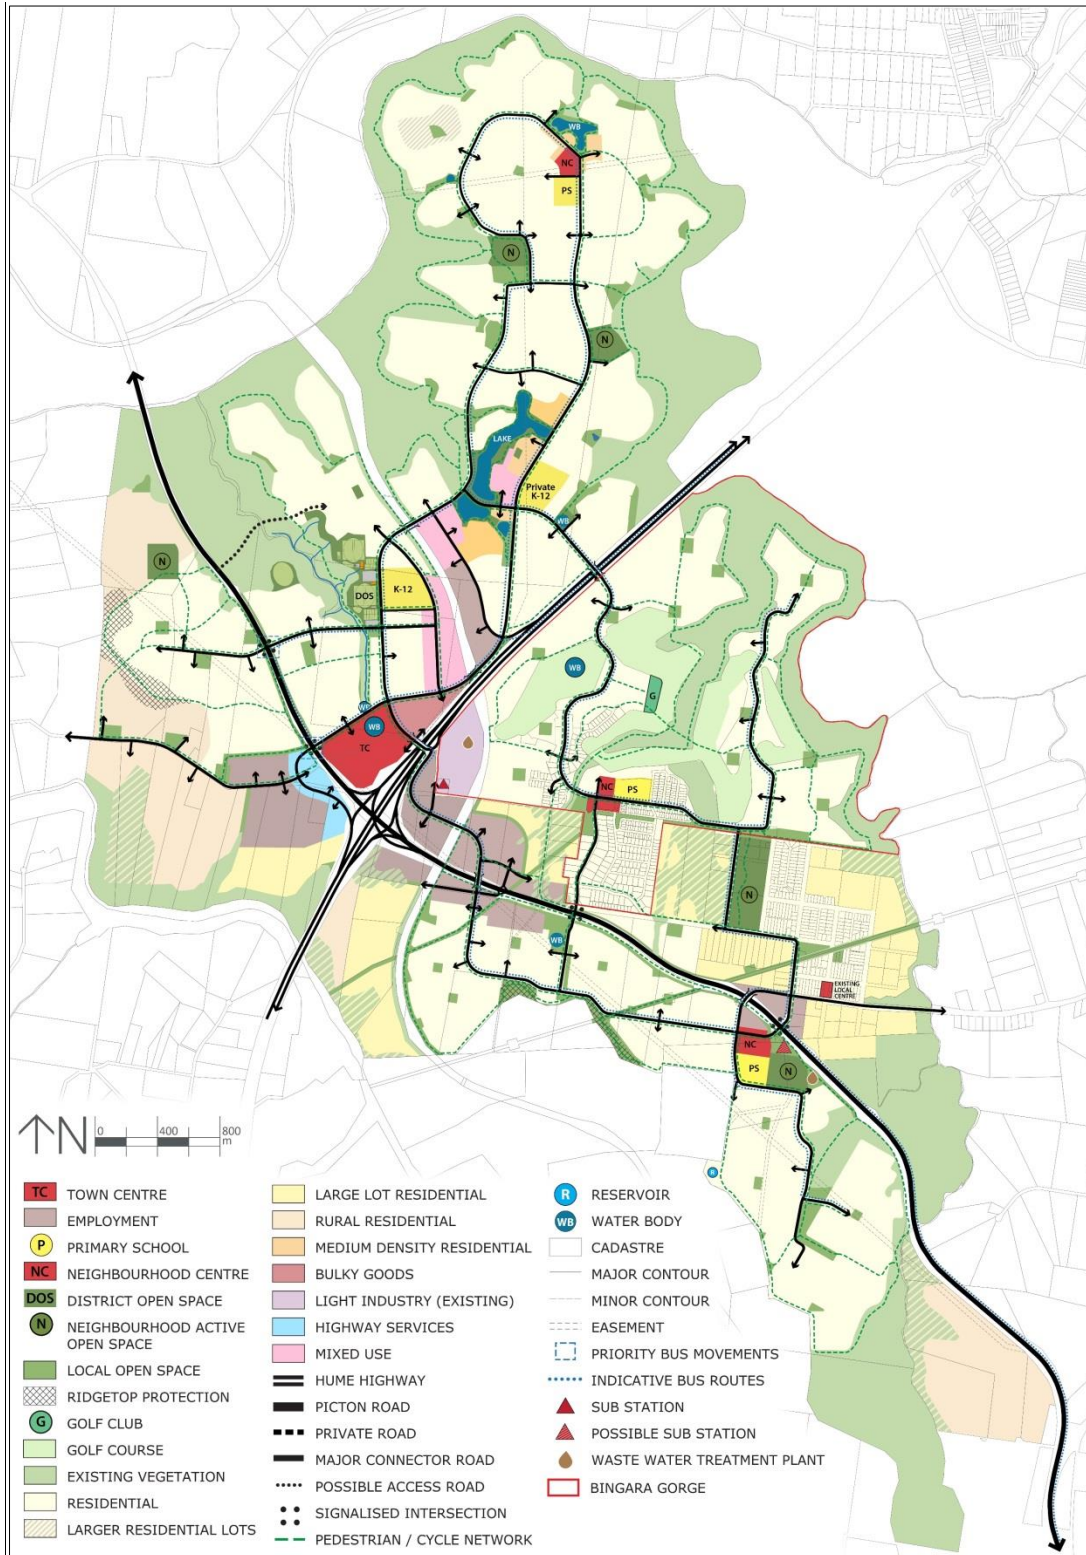 WB
NC
PS
N
N
LAKE
Private
K-12
WB
N
DOS
K-12
WB
G
WB
WB
TC
NC
PS
N
WB
EXISTING
LOCAL
CENTRE
NC
PS
N
R
N
0
400
800
m
TC TOWN CENTRE
EMPLOYMENT
P PRIMARY SCHOOL
NC NEIGHBOURHOOD CENTRE
DOS DISTRICT OPEN SPACE
N NEIGHBOURHOOD ACTIVE
OPEN SPACE
LOCAL OPEN SPACE
RIDGETOP PROTECTION
G GOLF CLUB
GOLF COURSE
EXISTING VEGETATION
RESIDENTIAL
LARGER RESIDENTIAL LOTS
LARGE LOT RESIDENTIAL
RURAL RESIDENTIAL
MEDIUM DENSITY RESIDENTIAL
BULKY GOODS
LIGHT INDUSTRY (EXISTING)
HIGHWAY SERVICES
MIXED USE
HUME HIGHWAY
PICTON ROAD
PRIVATE ROAD
MAJOR CONNECTOR ROAD
POSSIBLE ACCESS ROAD
SIGNALISED INTERSECTION
PEDESTRIAN / CYCLE NETWORK
R RESERVOIR
WB WATER BODY
CADASTRE
MAJOR CONTOUR
MINOR CONTOUR
EASEMENT
PRIORITY BUS MOVEMENTS
INDICATIVE BUS ROUTES
SUB STATION
POSSIBLE SUB STATION
WASTE WATER TREATMENT PLANT
BINGARA GORGE